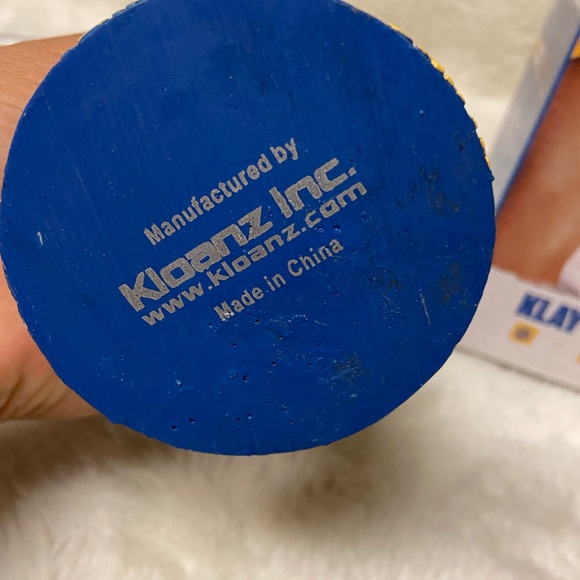 Manufactured by
Kloanz Inc.
www.kloanz.com
Made in China
KLAY